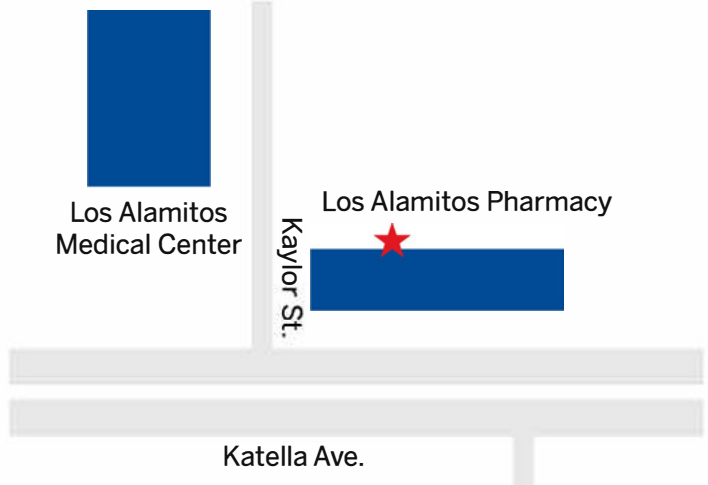 Los Alamitos
Medical Center
Los Alamitos Pharmacy
Kaylor St.
Katella Ave.